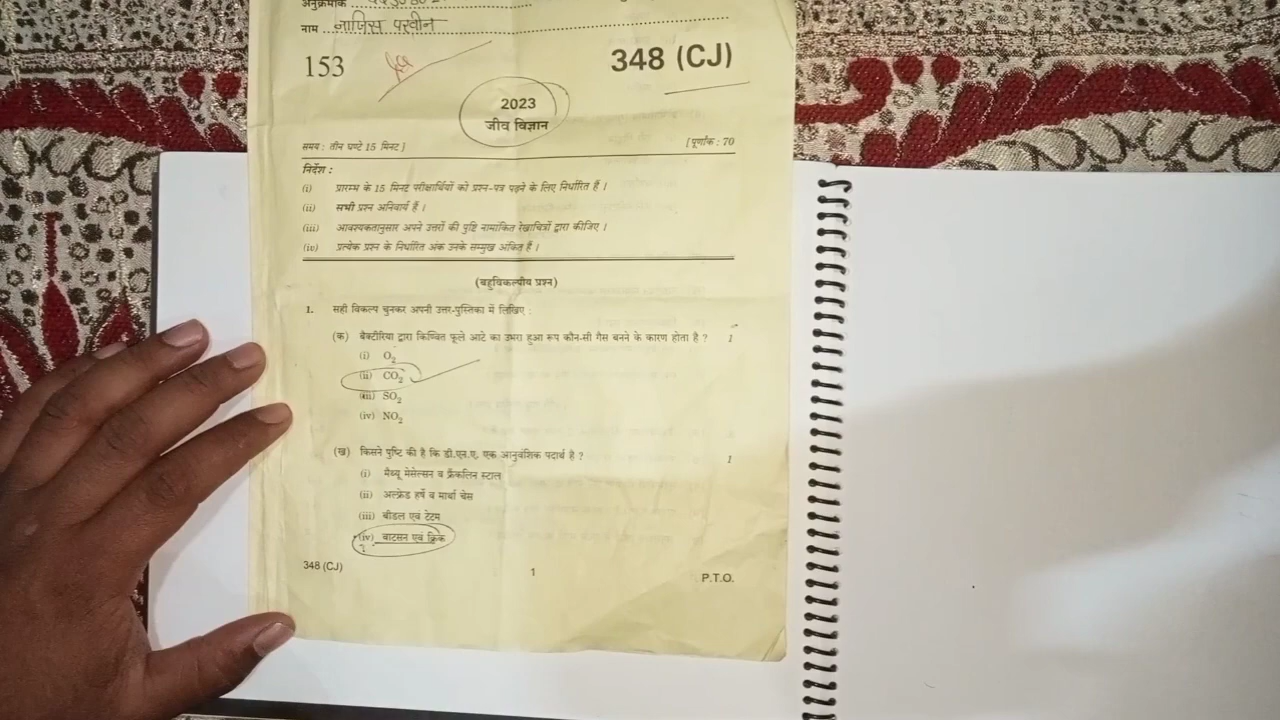 अनुक्रमांक
नाम नाजिस परवीन
153
348 (CJ)
2023
जीव विज्ञान
समय : तीन घण्टे 15 मिनट ]
[ पूर्णांक : 70
निर्देश :
(i) प्रारम्भ के 15 मिनट परीक्षार्थियों को प्रश्न-पत्र पढ़ने के लिए निर्धारित हैं ।
(ii) सभी प्रश्न अनिवार्य हैं ।
(iii) आवश्यकतानुसार अपने उत्तरों की पुष्टि नामांकित रेखाचित्रों द्वारा कीजिए ।
(iv) प्रत्येक प्रश्न के निर्धारित अंक उनके सम्मुख अंकित हैं ।
(बहुविकल्पीय प्रश्न)
1. सही विकल्प चुनकर अपनी उत्तर-पुस्तिका में लिखिए :
(क) बैक्टीरिया द्वारा किण्वित फूले आटे का उभरा हुआ रूप कौन-सी गैस बनने के कारण होता है ? 1
(i) O₂
(ii) CO₂
(iii) SO₂
(iv) NO₂
(ख) किसने पुष्टि की है कि डी.एन.ए. एक आनुवंशिक पदार्थ है ? 1
(i) मैथ्यू मेसेल्सन व फ्रैंकलिन स्टाल
(ii) अल्फ्रेड हर्षे व मार्था चेस
(iii) बीडल एवं टेटम
(iv) वाटसन एवं क्रिक
348 (CJ)
1
P.T.O.